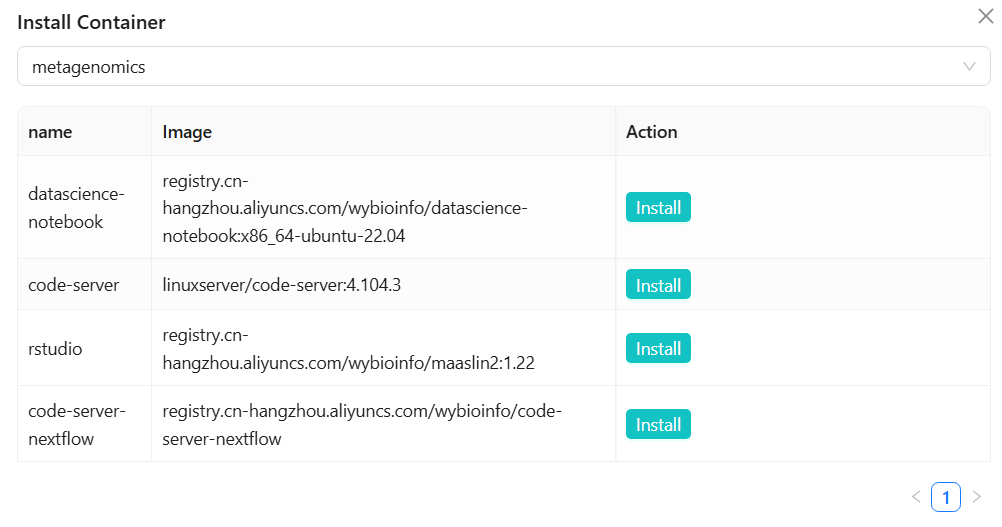 Install Container
metagenomics
name Image Action
datascience-
notebook
registry.cn-
hangzhou.aliyuncs.com/wybioinfo/datascience-
notebook:x86_64-ubuntu-22.04
Install
code-server
linuxserver/code-server:4.104.3
Install
rstudio
registry.cn-
hangzhou.aliyuncs.com/wybioinfo/maaslin2:1.22
Install
code-server-
nextflow
registry.cn-hangzhou.aliyuncs.com/wybioinfo/code-
server-nextflow
Install
1